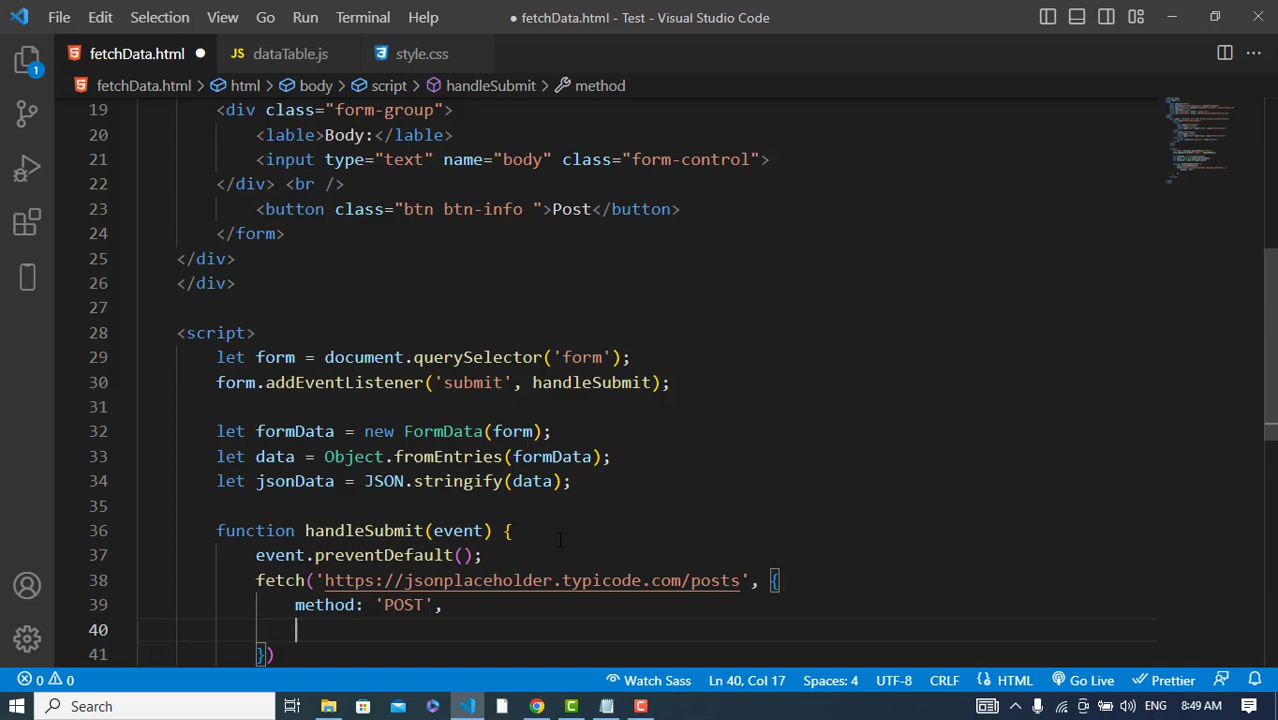 File Edit Selection View Go Run Terminal Help ● fetchData.html - Test - Visual Studio Code
fetchData.html ● JS dataTable.js style.css
fetchData.html > html > body > script > handleSubmit > method
19 <div class="form-group">
20 <lable>Body:</lable>
21 <input type="text" name="body" class="form-control">
22 </div> <br />
23 <button class="btn btn-info ">Post</button>
24 </form>
25 </div>
26 </div>
27
28 <script>
29 let form = document.querySelector('form');
30 form.addEventListener('submit', handleSubmit);
31
32 let formData = new FormData(form);
33 let data = Object.fromEntries(formData);
34 let jsonData = JSON.stringify(data);
35
36 function handleSubmit(event) {
37 event.preventDefault();
38 fetch('https://jsonplaceholder.typicode.com/posts', {
39 method: 'POST',
40
41 })
1
0 0 Watch Sass Ln 40, Col 17 Spaces: 4 UTF-8 CRLF HTML Go Live Prettier
Search ENG 8:49 AM